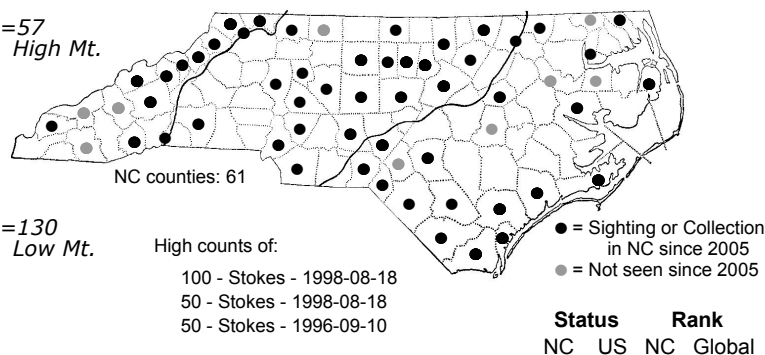 =57
High Mt.
NC counties: 61
=130
Low Mt.
High counts of:
100 - Stokes - 1998-08-18
50 - Stokes - 1998-08-18
50 - Stokes - 1996-09-10
= Sighting or Collection
in NC since 2005
= Not seen since 2005
Status Rank
NC US NC Global